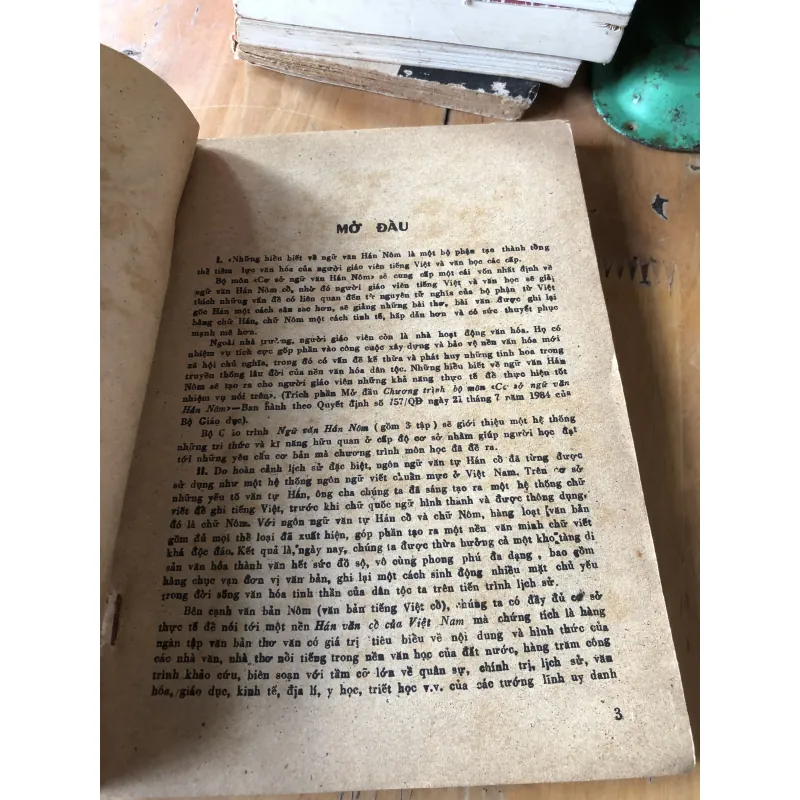 MỞ ĐẦU
I. «Những hiểu biết về ngữ văn Hán Nôm là một bộ phận tạo thành tổng
thể tiềm lực văn hóa của người giáo viên tiếng Việt và văn học các cấp.
Bộ môn «Cơ sở ngữ văn Hán Nôm» sẽ cung cấp một cái vốn nhất định về
ngữ văn Hán Nôm cổ, nhờ đó người giáo viên tiếng Việt và văn học sẽ giải
thích những vấn đề có liên quan đến từ nguyên từ nghĩa của bộ phận từ Việt
gốc Hán một cách sâu sắc hơn, sẽ giảng những bài thơ, bài văn được ghi lại
bằng chữ Hán, chữ Nôm một cách tinh tế, hấp dẫn hơn và có sức thuyết phục
mạnh mẽ hơn.
Ngoài nhà trường, người giáo viên còn là nhà hoạt động văn hóa. Họ có
nhiệm vụ tích cực góp phần vào công cuộc xây dựng và bảo vệ nền văn hóa mới
xã hội chủ nghĩa, trong đó có vấn đề kế thừa và phát huy những tinh hoa trong
truyền thống lâu đời của nền văn hóa dân tộc. Những hiểu biết về ngữ văn Hán
Nôm sẽ tạo ra cho người giáo viên những khả năng thực tế để thực hiện tốt
nhiệm vụ nói trên». (Trích phần Mở đầu Chương trình bộ môn «Cơ sở ngữ văn
Hán Nôm»—Ban hành theo Quyết định số 157/QĐ ngày 21 tháng 7 năm 1984 của
Bộ Giáo dục).
Bộ Giáo trình Ngữ văn Hán Nôm (gồm 3 tập) sẽ giới thiệu một hệ thống
những tri thức và kĩ năng hữu quan ở cấp độ cơ sở nhằm giúp người học đạt
tới những yêu cầu cơ bản mà chương trình môn học đã đề ra.
II. Do hoàn cảnh lịch sử đặc biệt, ngôn ngữ văn tự Hán cổ đã từng được
sử dụng như một hệ thống ngôn ngữ viết chuẩn mực ở Việt Nam. Trên cơ sở
những yếu tố văn tự Hán, ông cha chúng ta đã sáng tạo ra một hệ thống chữ
viết để ghi tiếng Việt, trước khi chữ quốc ngữ hình thành và được thông dụng,
đó là chữ Nôm. Với ngôn ngữ văn tự Hán cổ và chữ Nôm, hàng loạt văn bản
gồm đủ mọi thể loại đã xuất hiện, góp phần tạo ra một nền văn minh chữ viết
khá độc đáo. Kết quả là, ngày nay, chúng ta được thừa hưởng cả một kho tàng di
sản văn hóa thành văn hết sức đồ sộ, vô cùng phong phú đa dạng, bao gồm
hàng chục vạn đơn vị văn bản, ghi lại một cách sinh động nhiều mặt chủ yếu
trong đời sống văn hóa tinh thần của dân tộc ta trên tiến trình lịch sử.
Bên cạnh văn bản Nôm (văn bản tiếng Việt cổ), chúng ta có đầy đủ cơ sở
thực tế để nói tới một nền Hán văn cổ của Việt Nam mà chứng tích là hàng
ngàn tập văn bản thơ văn có giá trị tiêu biểu về nội dung và hình thức của
các nhà văn, nhà thơ nổi tiếng trong nền văn học của đất nước, hàng trăm công
trình khảo cứu, biên soạn với tầm cỡ lớn về quân sự, chính trị, lịch sử, văn
hóa, giáo dục, kinh tế, địa lí, y học, triết học v.v. của các tướng lĩnh uy danh
3